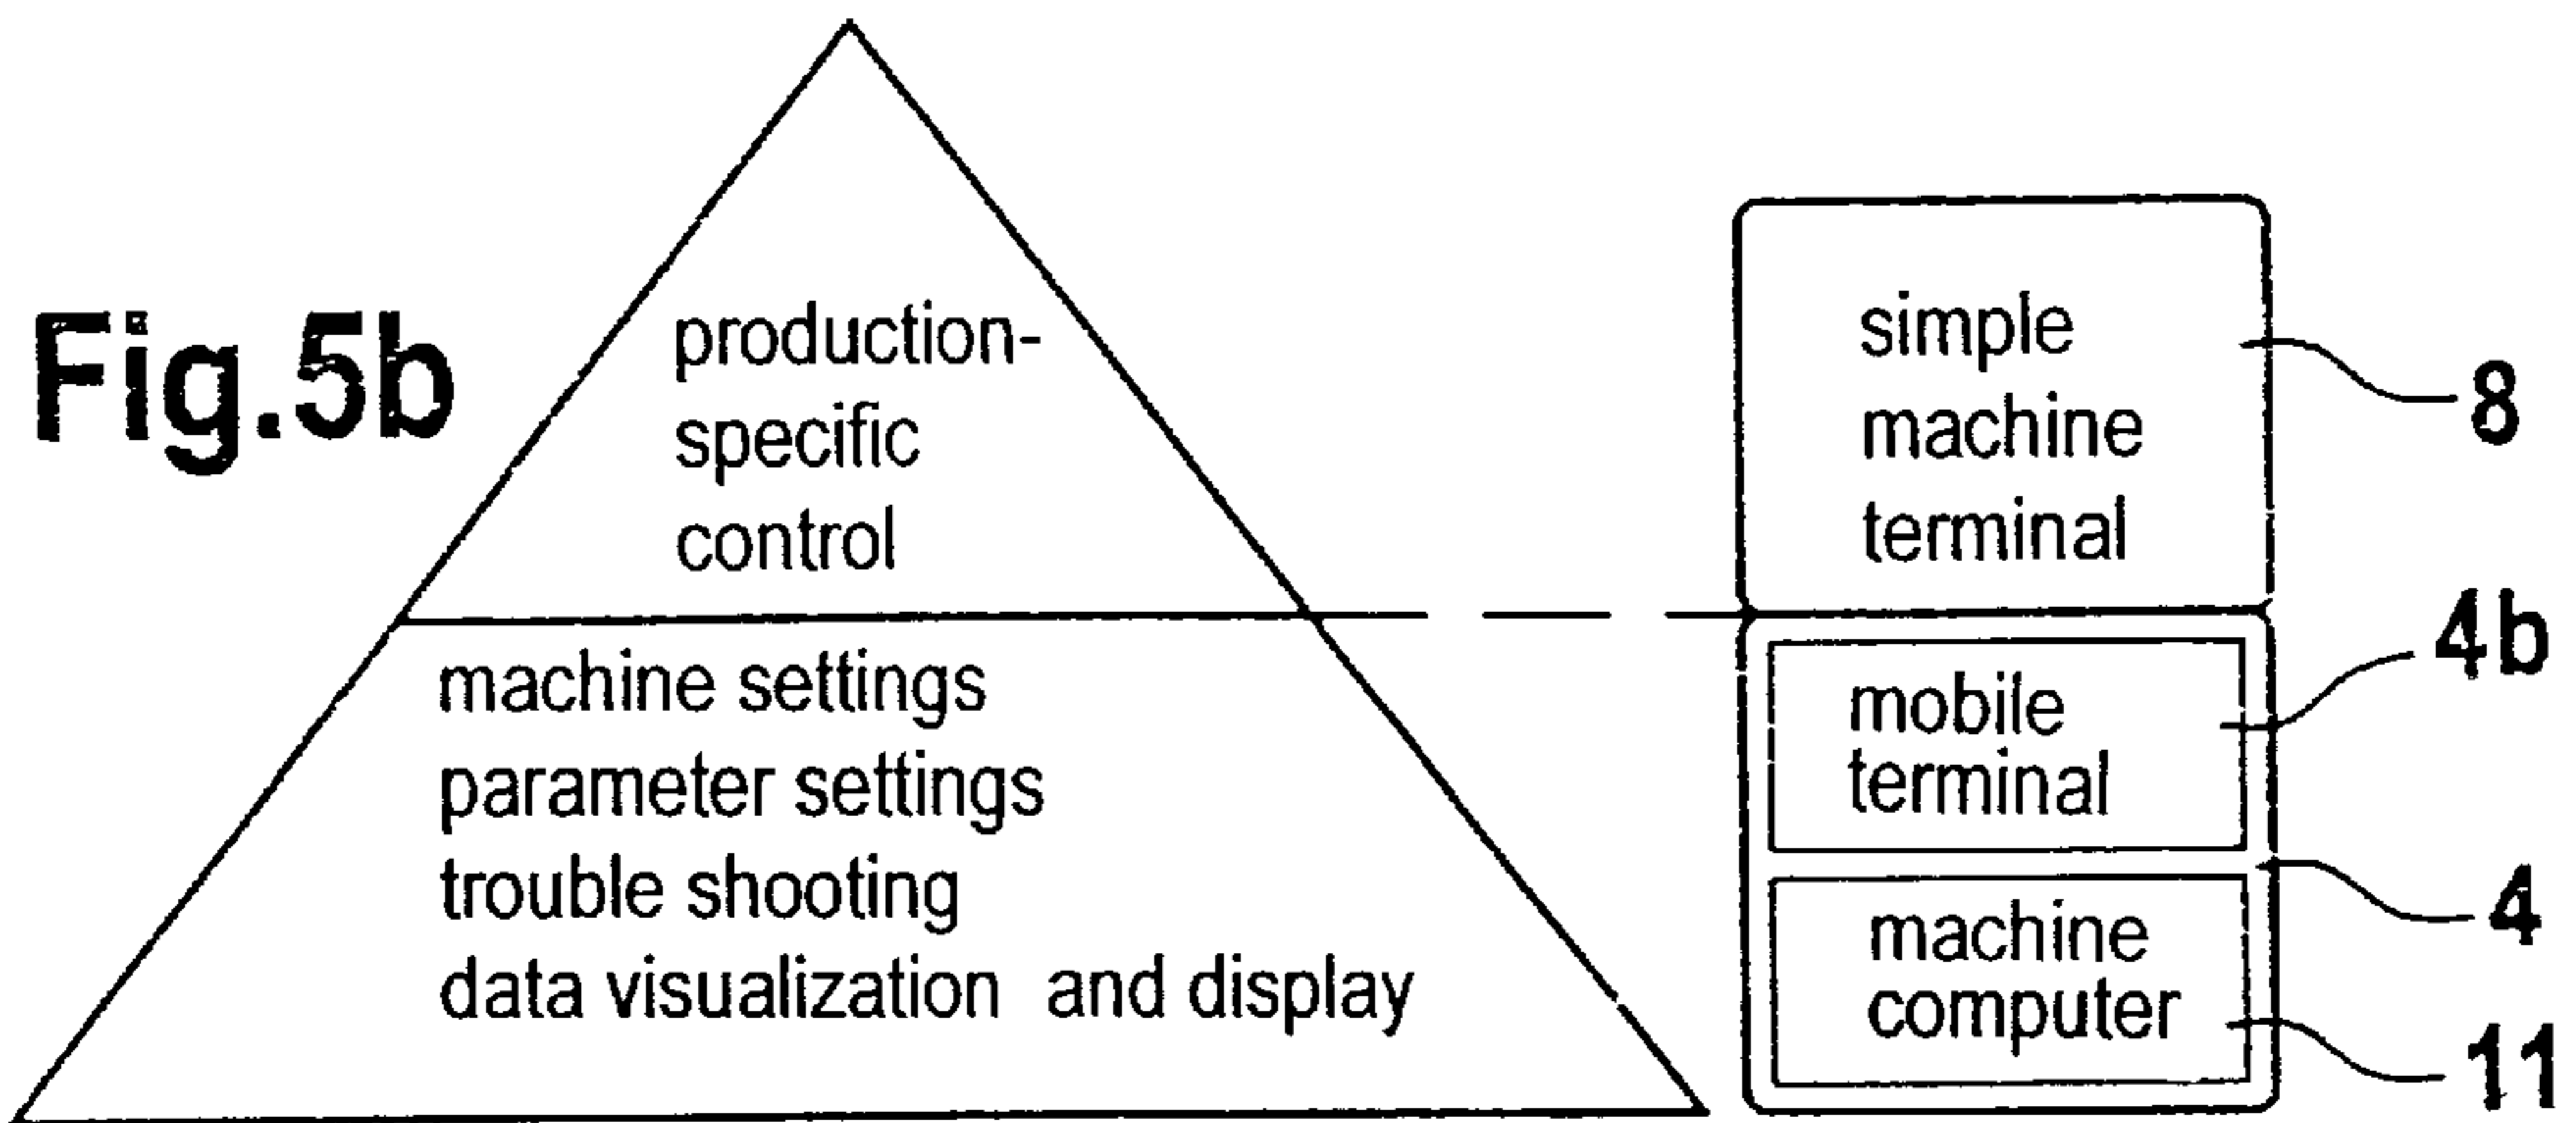 Fig.5b
production-
specific
control
machine settings
parameter settings
trouble shooting
data visualization and display
simple
machine
terminal
8
mobile
terminal
4b
4
machine
computer
11